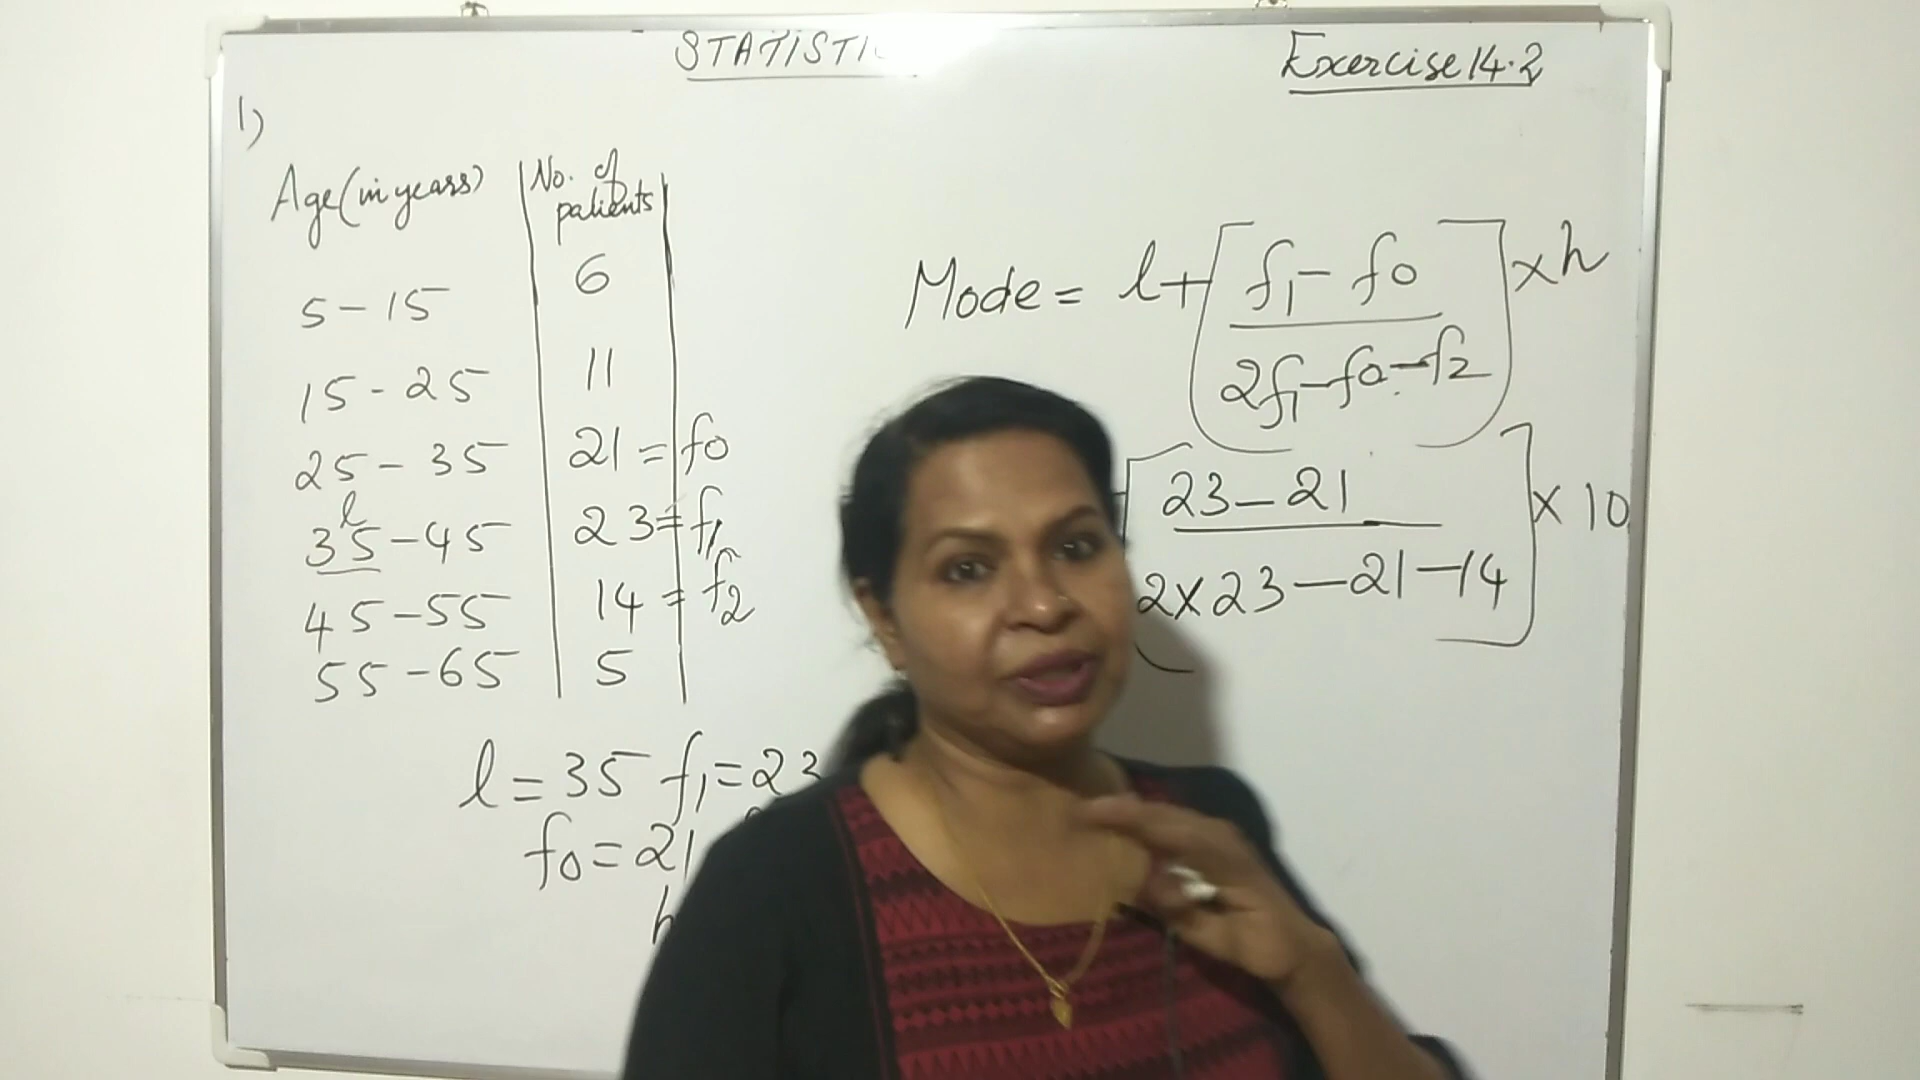 STATISTI
Exercise 14.2
1)
Age (in years) No. of patients
5 - 15 6
15 - 25 11
25 - 35 21 = f0
l
35 - 45 23 = f1
45 - 55 14 = f2
55 - 65 5
l = 35 f1 = 23
f0 = 21
h
Mode = l + [ f1 - f0
2f1 - f0 - f2 ] × h
[ 23 - 21
2 × 23 - 21 - 14 ] × 10